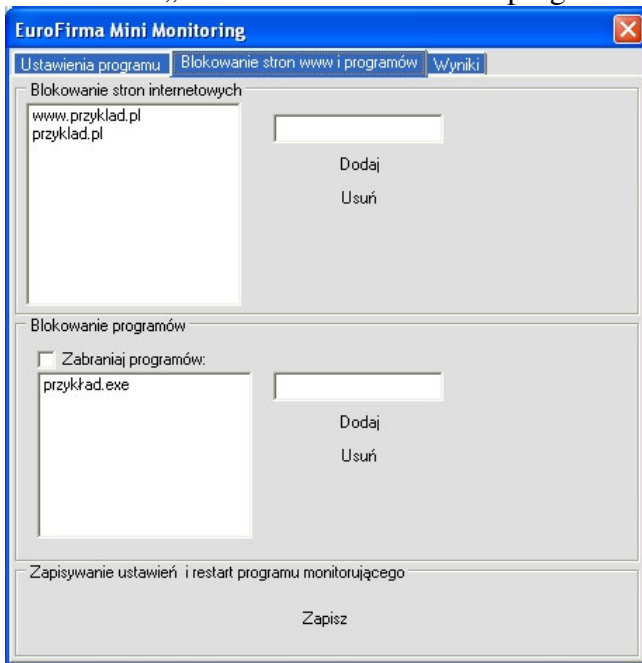 EuroFirma Mini Monitoring
Ustawienia programu Blokowanie stron www i programów Wyniki
Blokowanie stron internetowych
www.przyklad.pl
przyklad.pl
Dodaj
Usuń
Blokowanie programów
Zabraniaj programów:
przykład.exe
Dodaj
Usuń
Zapisywanie ustawień i restart programu monitorującego
Zapisz